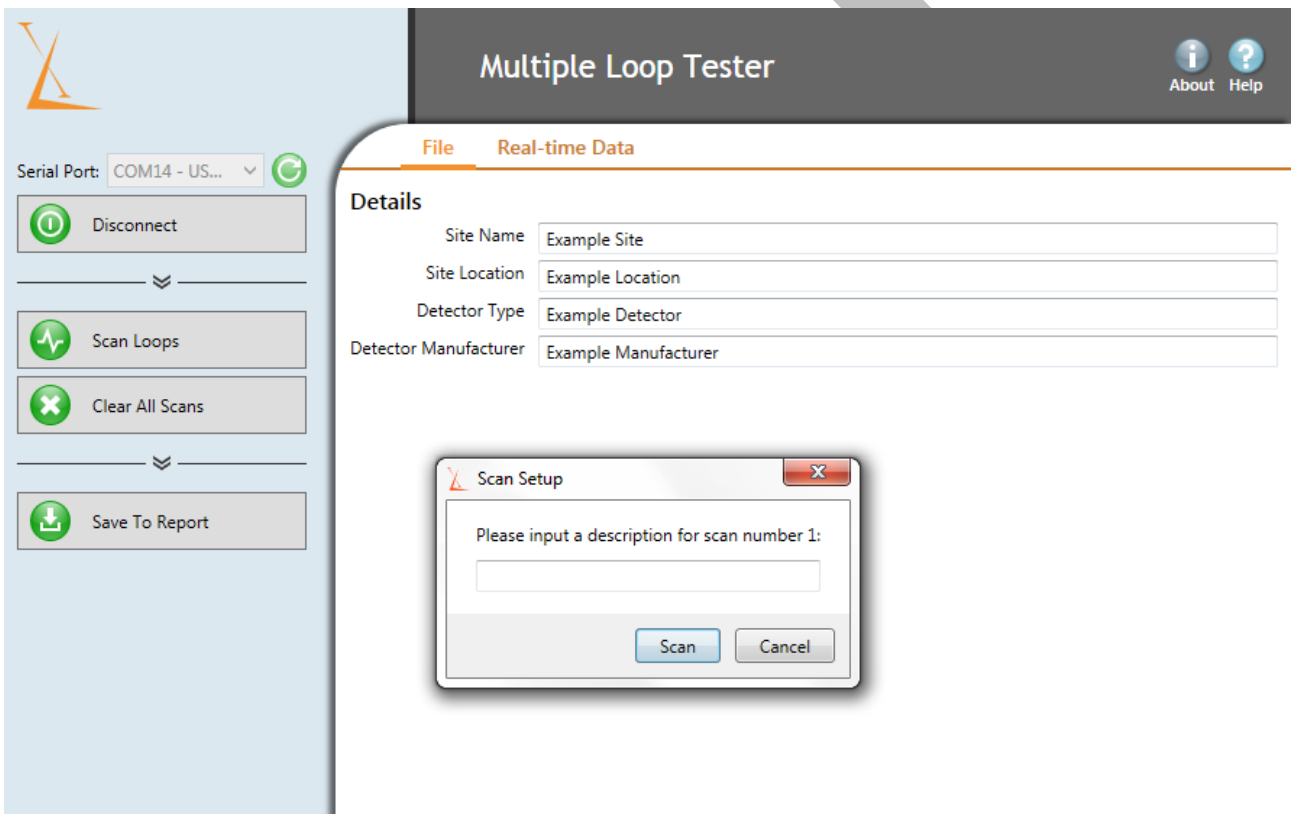 Multiple Loop Tester
About Help
Serial Port: COM14 - US...
Disconnect
Scan Loops
Clear All Scans
Save To Report
File Real-time Data
Details
Site Name Example Site
Site Location Example Location
Detector Type Example Detector
Detector Manufacturer Example Manufacturer
Scan Setup
Please input a description for scan number 1:
Scan Cancel